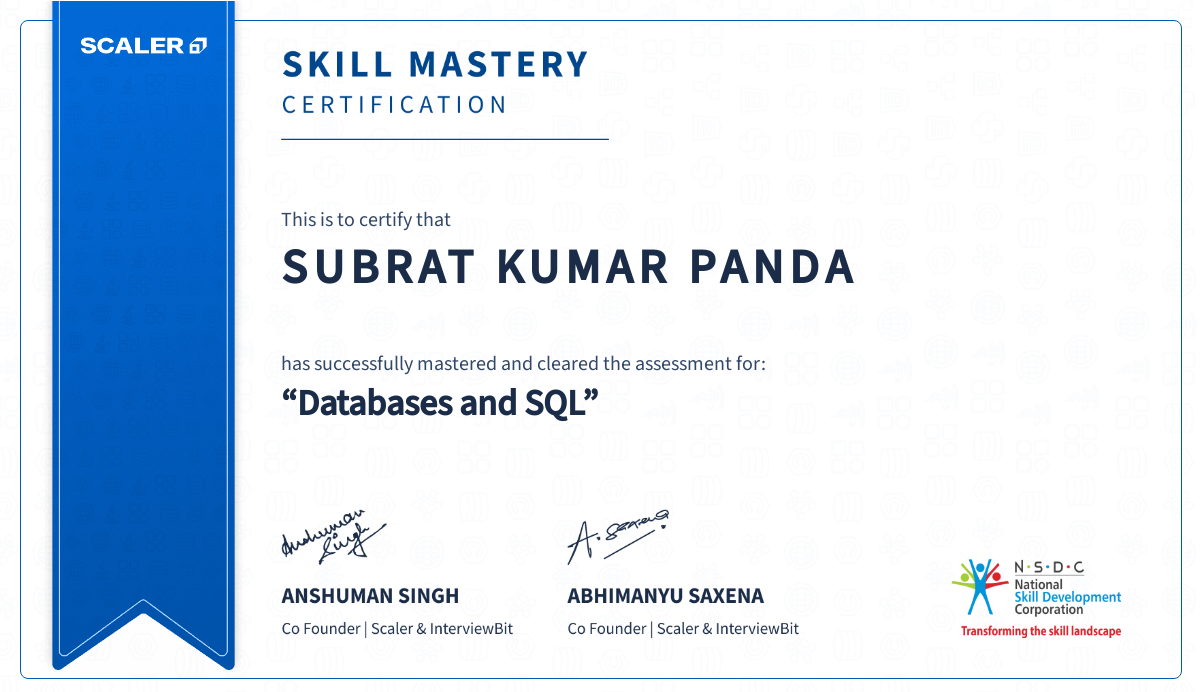 SCALER
SKILL MASTERY
CERTIFICATION
This is to certify that
SUBRAT KUMAR PANDA
has successfully mastered and cleared the assessment for:
“Databases and SQL”
Anshuman
Singh
A. Saxena
ANSHUMAN SINGH
Co Founder | Scaler & InterviewBit
ABHIMANYU SAXENA
Co Founder | Scaler & InterviewBit
N·S·D·C
National
Skill Development
Corporation
Transforming the skill landscape